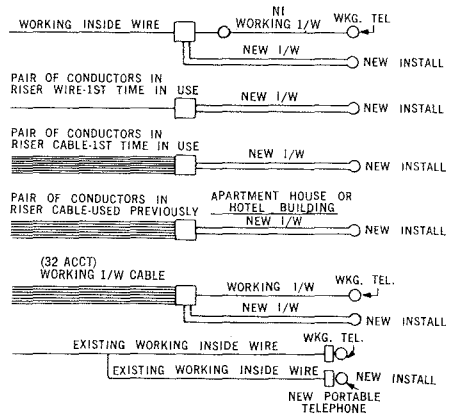 NI
WORKING INSIDE WIRE
WORKING I/W
WKG. TEL
NEW I/W
NEW INSTALL
PAIR OF CONDUCTORS IN
RISER WIRE-1ST TIME IN USE
NEW I/W
NEW INSTALL
PAIR OF CONDUCTORS IN
RISER CABLE-1ST TIME IN USE
NEW I/W
NEW INSTALL
PAIR OF CONDUCTORS IN
RISER CABLE-USED PREVIOUSLY
APARTMENT HOUSE OR
HOTEL BUILDING
NEW I/W
NEW INSTALL
(32 ACCT)
WORKING I/W CABLE
WORKING I/W
WKG. TEL.
NEW I/W
NEW INSTALL
EXISTING WORKING INSIDE WIRE
WKG. TEL.
EXISTING WORKING INSIDE WIRE
NEW INSTALL
NEW PORTABLE
TELEPHONE